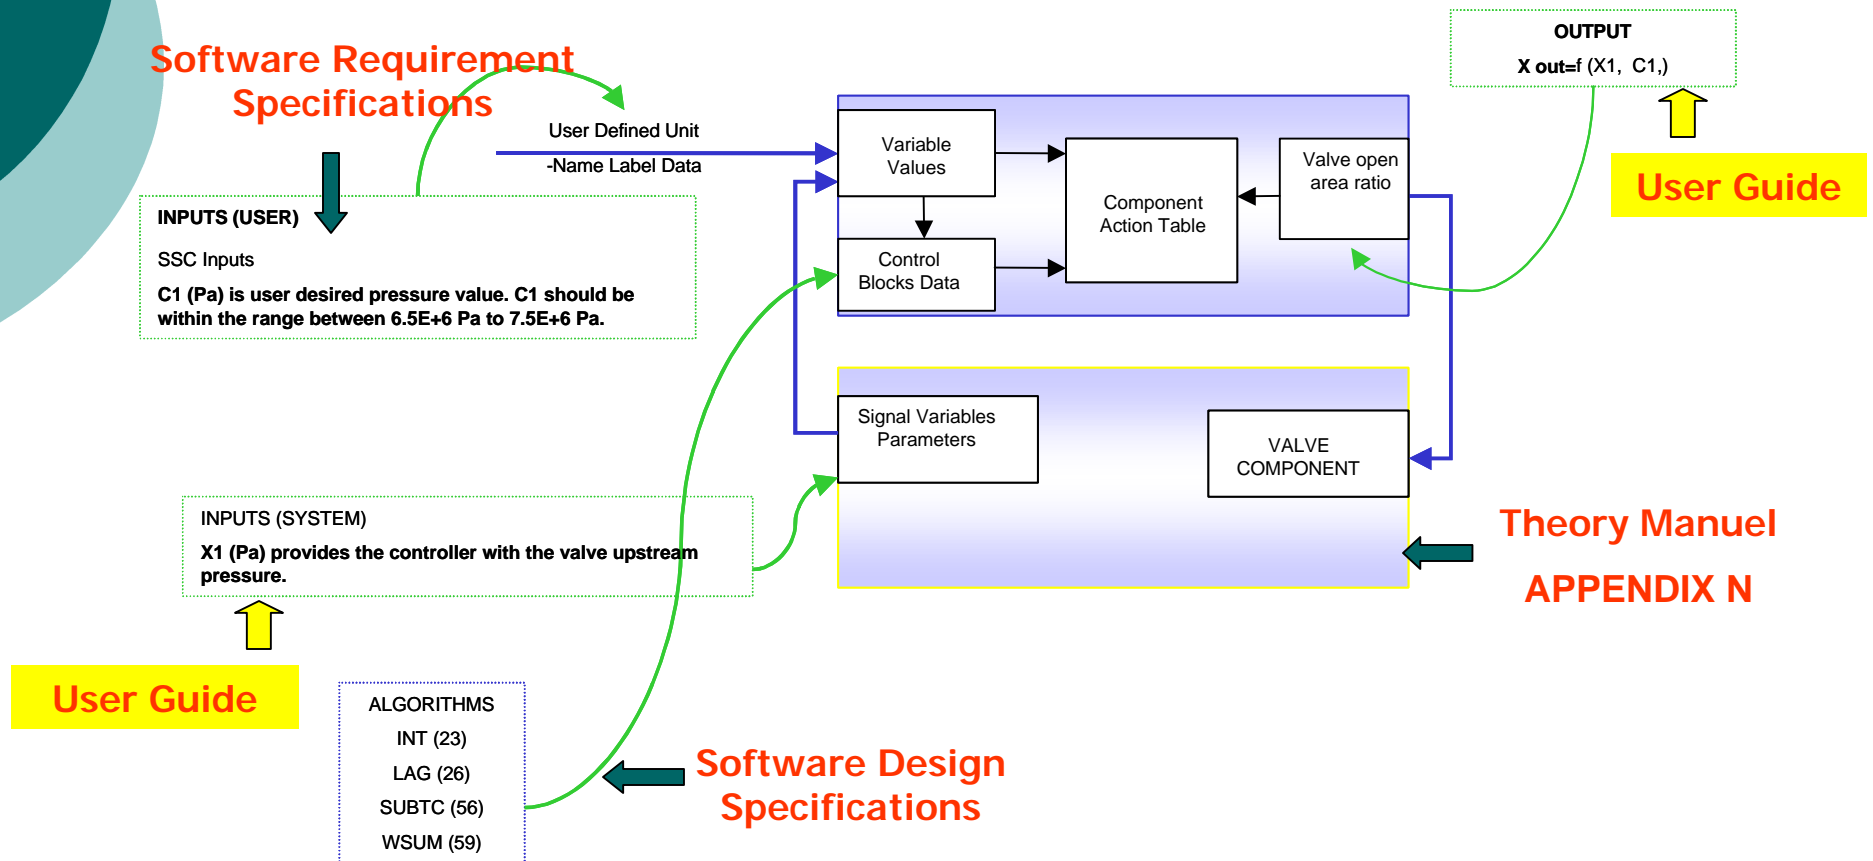 Software Requirement
Specifications
OUTPUT
X out=f (X1, C1,)
User Defined Unit
-Name Label Data
Variable
Values
Valve open
area ratio
Component
Action Table
User Guide
INPUTS (USER)
SSC Inputs
C1 (Pa) is user desired pressure value. C1 should be
within the range between 6.5E+6 Pa to 7.5E+6 Pa.
Control
Blocks Data
Signal Variables
Parameters
VALVE
COMPONENT
INPUTS (SYSTEM)
X1 (Pa) provides the controller with the valve upstream
pressure.
Theory Manuel
APPENDIX N
User Guide
ALGORITHMS
INT (23)
LAG (26)
SUBTC (56)
WSUM (59)
Software Design
Specifications